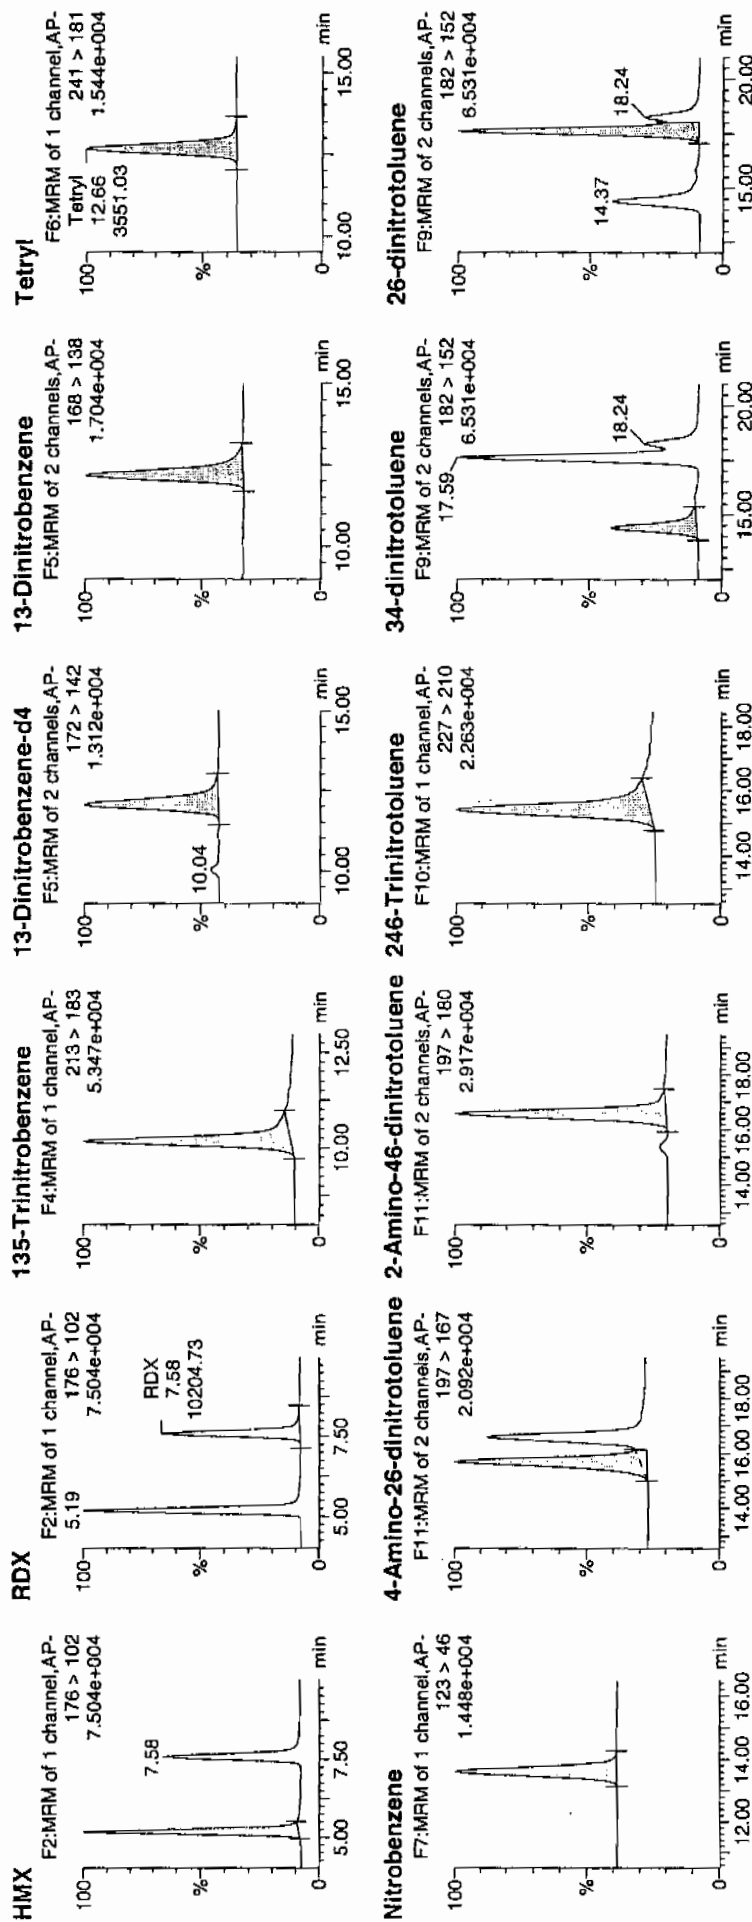 HMX
F2:MRM of 1 channel,AP-
176 > 102
7.504e+004
7.58
100
%
0
5.00
7.50
min
RDX
F2:MRM of 1 channel,AP-
5.19
176 > 102
7.504e+004
RDX
7.58
10204.73
100
%
0
5.00
7.50
min
135-Trinitrobenzene
F4:MRM of 1 channel,AP-
213 > 183
5.347e+004
100
%
0
10.00
12.50
min
13-Dinitrobenzene-d4
F5:MRM of 2 channels,AP-
172 > 142
1.312e+004
10.04
100
%
0
10.00
15.00
min
13-Dinitrobenzene
F5:MRM of 2 channels,AP-
168 > 138
1.704e+004
100
%
0
10.00
15.00
min
Tetryl
F6:MRM of 1 channel,AP-
Tetryl
241 > 181
12.66
1.544e+004
3551.03
100
%
0
10.00
15.00
min
Nitrobenzene
F7:MRM of 1 channel,AP-
123 > 46
1.448e+004
100
%
0
12.00
14.00
16.00
min
4-Amino-26-dinitrotoluene
F11:MRM of 2 channels,AP-
197 > 167
2.092e+004
100
%
0
14.00
16.00
18.00
min
2-Amino-46-dinitrotoluene
F11:MRM of 2 channels,AP-
197 > 180
2.917e+004
100
%
0
14.00
16.00
18.00
min
246-Trinitrotoluene
F10:MRM of 1 channel,AP-
227 > 210
2.263e+004
100
%
0
14.00
16.00
18.00
min
34-dinitrotoluene
F9:MRM of 2 channels,AP-
182 > 152
17.59
6.531e+004
18.24
100
%
0
15.00
20.00
min
26-dinitrotoluene
F9:MRM of 2 channels,AP-
182 > 152
6.531e+004
18.24
14.37
100
%
0
15.00
20.00
min